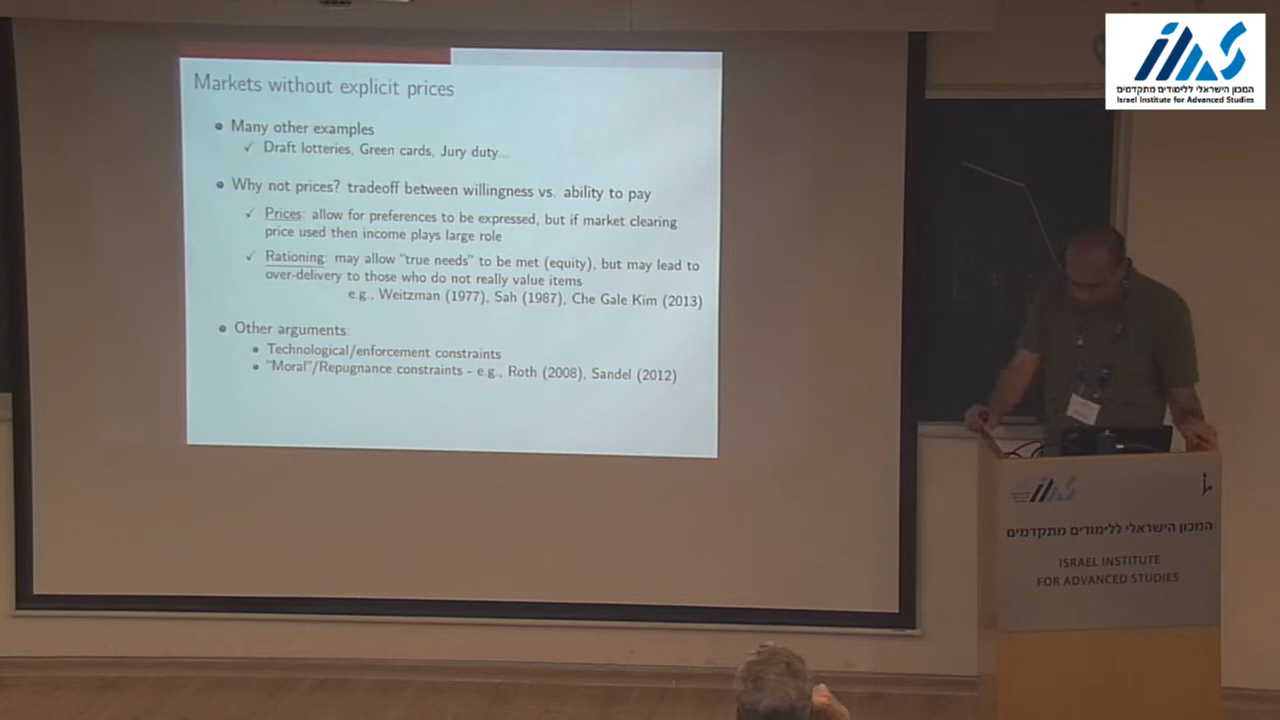 Markets without explicit prices
Many other examples
Draft lotteries, Green cards, Jury duty...
Why not prices? tradeoff between willingness vs. ability to pay
Prices: allow for preferences to be expressed, but if market clearing
price used then income plays large role
Rationing: may allow "true needs" to be met (equity), but may lead to
over-delivery to those who do not really value items
e.g., Weitzman (1977), Sah (1987), Che Gale Kim (2013)
Other arguments:
Technological/enforcement constraints
"Moral"/Repugnance constraints - e.g., Roth (2008), Sandel (2012)
המכון הישראלי ללימודים מתקדמים
Israel Institute for Advanced Studies
המכון הישראלי ללימודים מתקדמים
ISRAEL INSTITUTE
FOR ADVANCED STUDIES